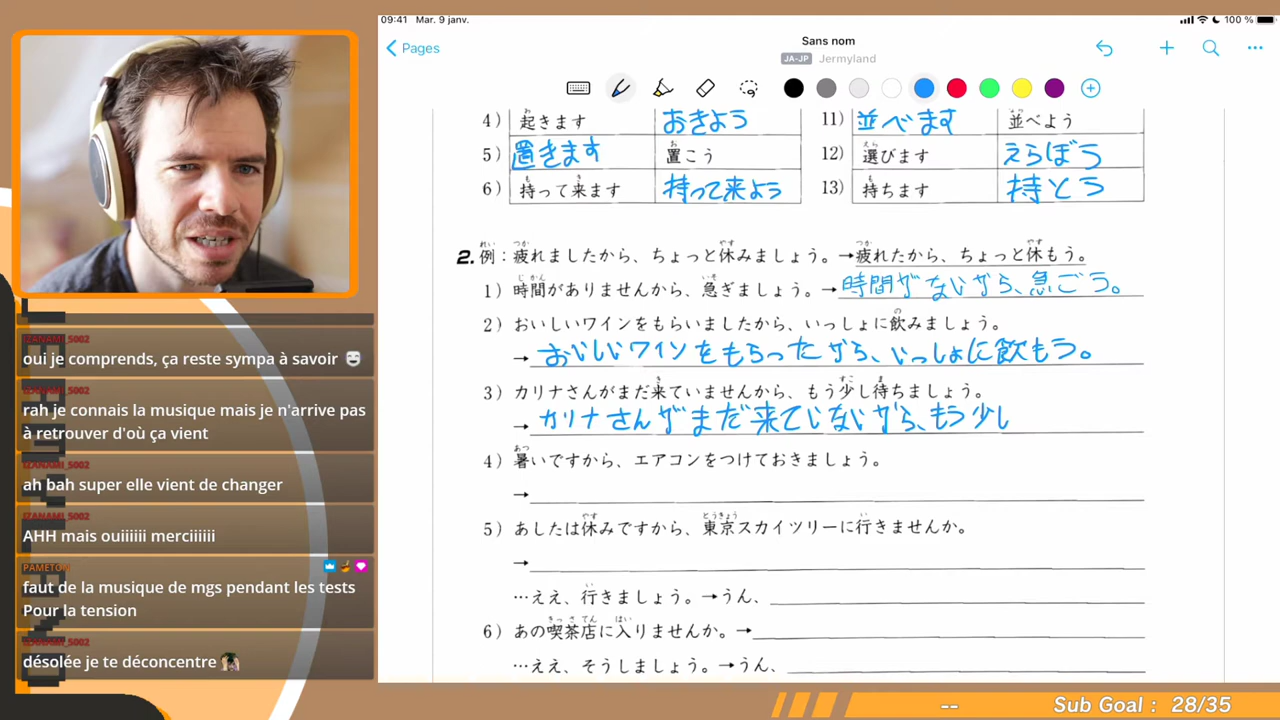 09:41 Mar. 9 janv.
100 %
Pages
Sans nom
JA-JP Jermyland
4) 起きます おきよう 11) 並べます 並べよう
5) 置きます 置こう 12) 選びます えらぼう
6) 持って来ます 持って来よう 13) 持ちます 持とう
2. 例：疲れましたから、ちょっと休みましょう。→疲れたから、ちょっと休もう。
1) 時間がありませんから、急ぎましょう。→ 時間がないから、急ごう。
2) おいしいワインをもらいましたから、いっしょに飲みましょう。
→ おいしいワインをもらったから、いっしょに飲もう。
3) カリナさんがまだ来ていませんから、もう少し待ちましょう。
→ カリナさんがまだ来ていないから、もう少し
4) 暑いですから、エアコンをつけておきましょう。
→
5) あしたは休みですから、東京スカイツリーに行きませんか。
→
…ええ、行きましょう。→うん、
6) あの喫茶店に入りませんか。→
…ええ、そうしましょう。→うん、
IZANAMI_5002
oui je comprends, ça reste sympa à savoir
IZANAMI_5002
rah je connais la musique mais je n'arrive pas
à retrouver d'où ça vient
IZANAMI_5002
ah bah super elle vient de changer
IZANAMI_5002
AHH mais ouiiiiii merciiiiii
PAMETON
faut de la musique de mgs pendant les tests
Pour la tension
IZANAMI_5002
désolée je te déconcentre
-- Sub Goal : 28/35